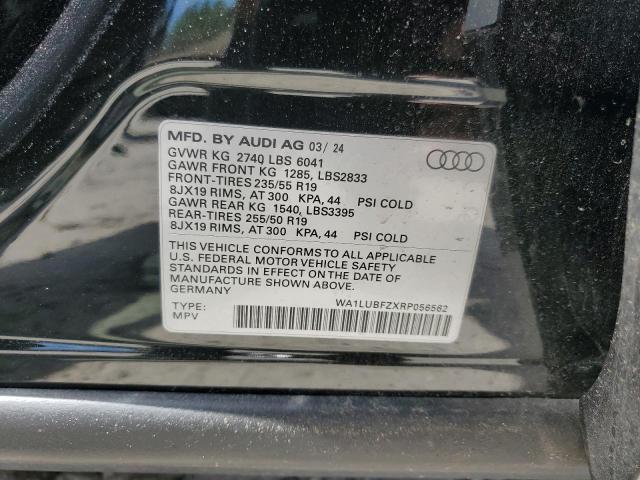 MFD. BY AUDI AG 03/ 24
GVWR KG 2740 LBS 6041
GAWR FRONT KG 1285, LBS2833
FRONT-TIRES 235/55 R19
8JX19 RIMS, AT 300 KPA, 44 PSI COLD
GAWR REAR KG 1540, LBS3395
REAR-TIRES 255/50 R19
8JX19 RIMS, AT 300 KPA, 44 PSI COLD
THIS VEHICLE CONFORMS TO ALL APPLICABLE
U.S. FEDERAL MOTOR VEHICLE SAFETY
STANDARDS IN EFFECT ON THE DATE OF
MANUFACTURE SHOWN ABOVE.
GERMANY
TYPE: WA1LUBFZXRP056562
MPV